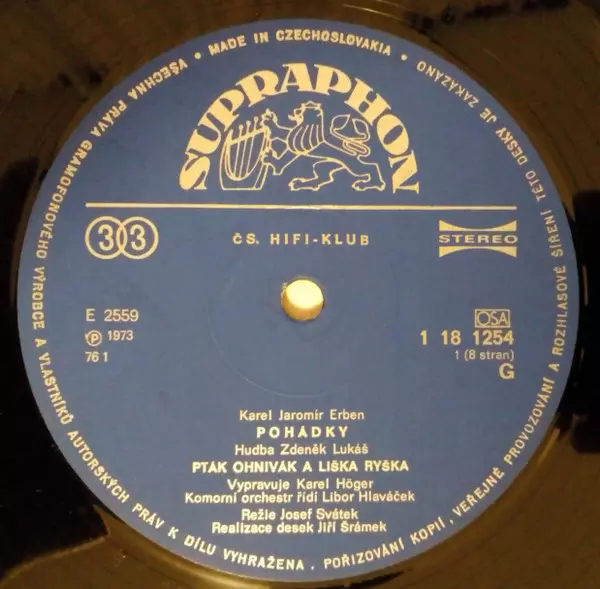 • MADE IN CZECHOSLOVAKIA •
VŠECHNA PRÁVA GRAMOFONOVÉHO VÝROBCE A VLASTNÍKŮ AUTORSKÝCH PRÁV K DÍLU VYHRAŽENA. POŘIZOVÁNÍ KOPIÍ, VEŘEJNÉ PROVOZOVÁNÍ A ROZHLASOVÉ ŠÍŘENÍ TÉTO DESKY JE ZAKÁZÁNO
SUPRAPHON
33
ČS. HIFI-KLUB
STEREO
E 2559
℗ 1973
76 1
OSA
1 18 1254
1 (8 stran)
G
Karel Jaromír Erben
POHÁDKY
Hudba Zdeněk Lukáš
PTÁK OHNIVÁK A LIŠKA RYŠKA
Vypravuje Karel Höger
Komorní orchestr řídí Libor Hlaváček
Režie Josef Svátek
Realizace desek Jiří Šrámek